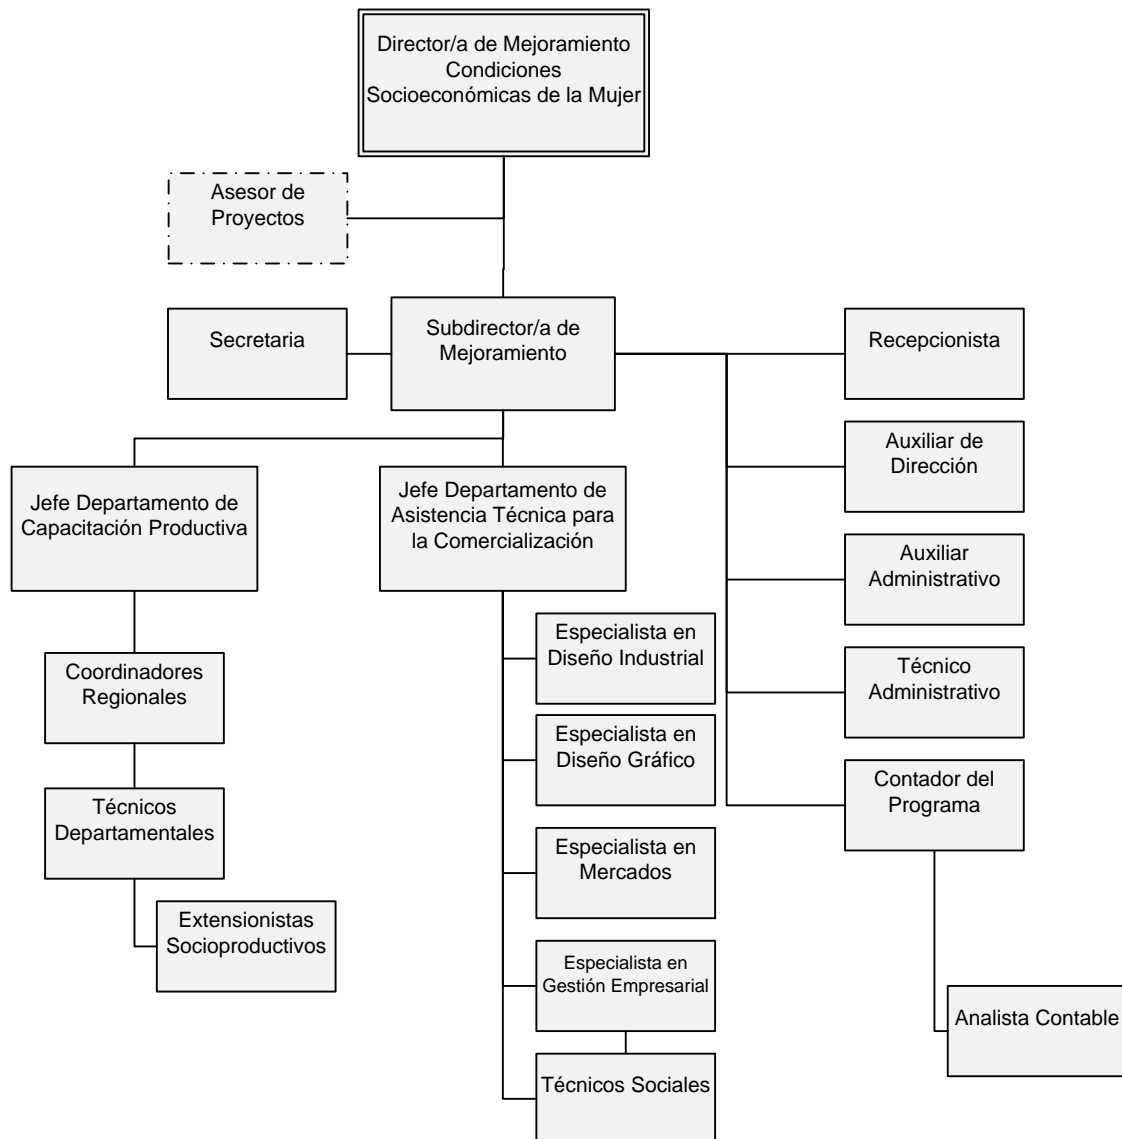 Director/a de Mejoramiento
Condiciones
Socioeconómicas de la Mujer
Asesor de
Proyectos
Secretaria
Subdirector/a de
Mejoramiento
Recepcionista
Auxiliar de
Dirección
Auxiliar
Administrativo
Técnico
Administrativo
Contador del
Programa
Analista Contable
Jefe Departamento de
Capacitación Productiva
Coordinadores
Regionales
Técnicos
Departamentales
Extensionistas
Socioproductivos
Jefe Departamento de
Asistencia Técnica para
la Comercialización
Especialista en
Diseño Industrial
Especialista en
Diseño Gráfico
Especialista en
Mercados
Especialista en
Gestión Empresarial
Técnicos Sociales